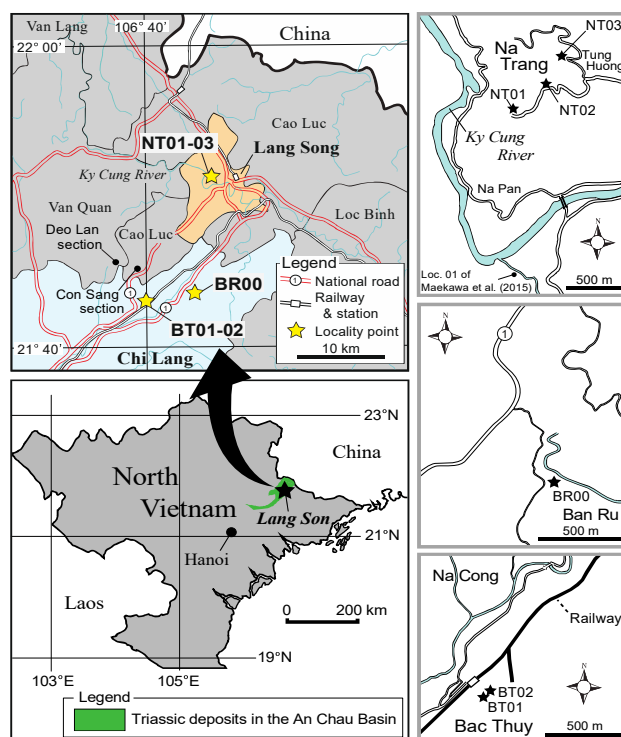 106° 40'
Van Lang
22° 00'
China
NT01-03
Cao Luc
Lang Song
Ky Cung River
Van Quan
Loc Binh
Deo Lan
section
Cao Luc
Con Sang
section
1
1
BR00
BT01-02
21° 40'
Chi Lang
Legend
1 National road
Railway
& station
Locality point
10 km
23°N
China
North
Vietnam
Lang Son
21°N
Hanoi
Laos
0 200 km
19°N
103°E
105°E
Legend
Triassic deposits in the An Chau Basin
NT03
Na
Trang
Tung
Huong
NT01
NT02
Ky Cung
River
Na Pan
N
Loc. 01 of
Maekawa et al. (2015)
500 m
N
1
BR00
Ban Ru
500 m
Na Cong
Railway
BT02
BT01
N
Bac Thuy
500 m